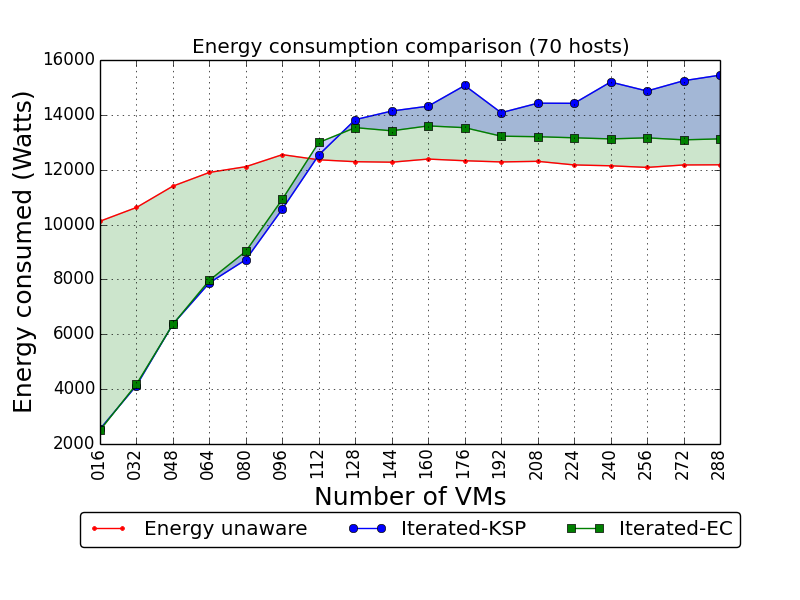 Energy consumption comparison (70 hosts)
16000
14000
12000
10000
8000
6000
4000
2000
Energy consumed (Watts)
016 032 048 064 080 096 112 128 144 160 176 192 208 224 240 256 272 288
Number of VMs
Energy unaware Iterated-KSP Iterated-EC